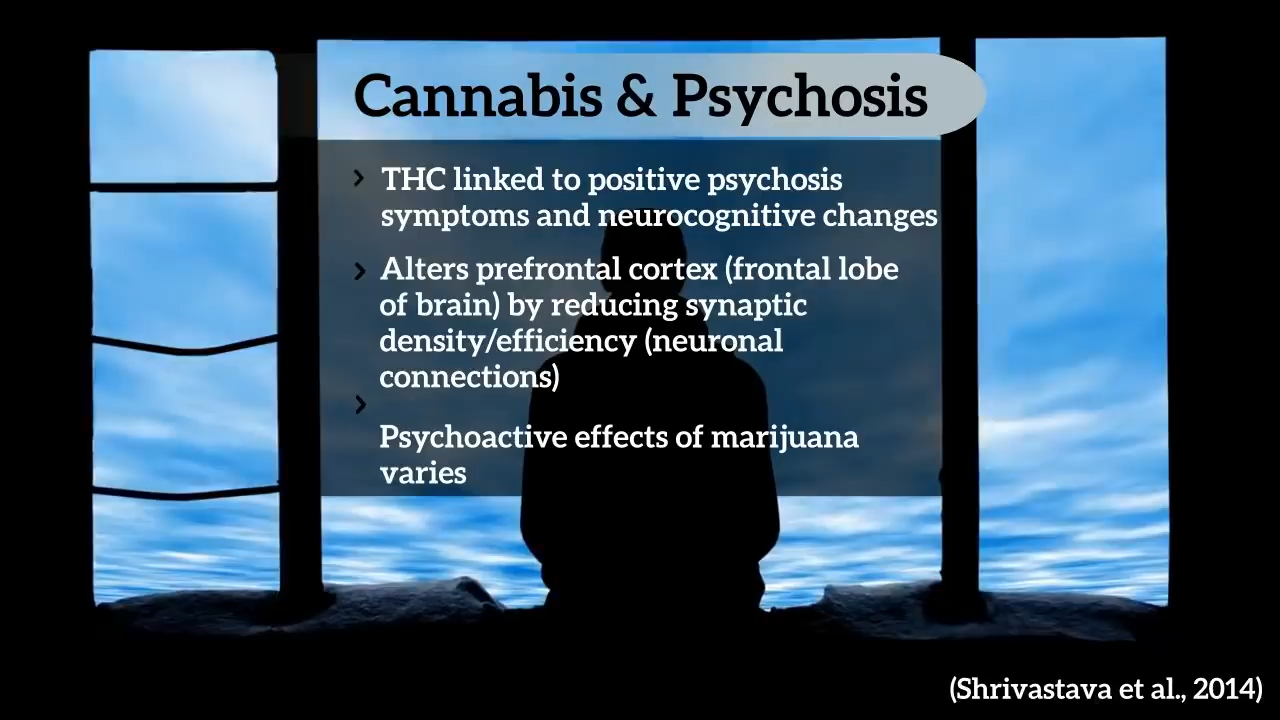 Cannabis & Psychosis
THC linked to positive psychosis
symptoms and neurocognitive changes
Alters prefrontal cortex (frontal lobe
of brain) by reducing synaptic
density/efficiency (neuronal
connections)
Psychoactive effects of marijuana
varies
(Shrivastava et al., 2014)